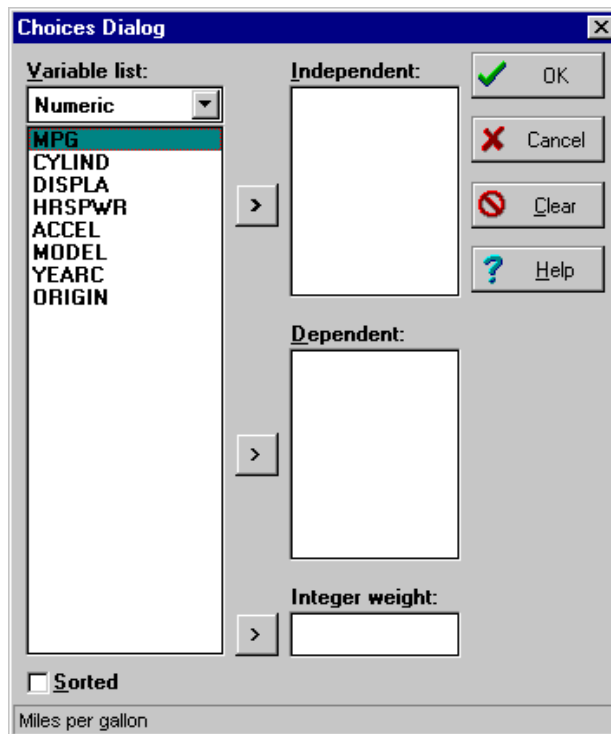 Choices Dialog
Variable list:
Numeric
MPG
CYLIND
DISPLA
HRSPWR
ACCEL
MODEL
YEARC
ORIGIN
Sorted
>
>
>
Independent:
Dependent:
Integer weight:
OK
Cancel
Clear
? Help
Miles per gallon